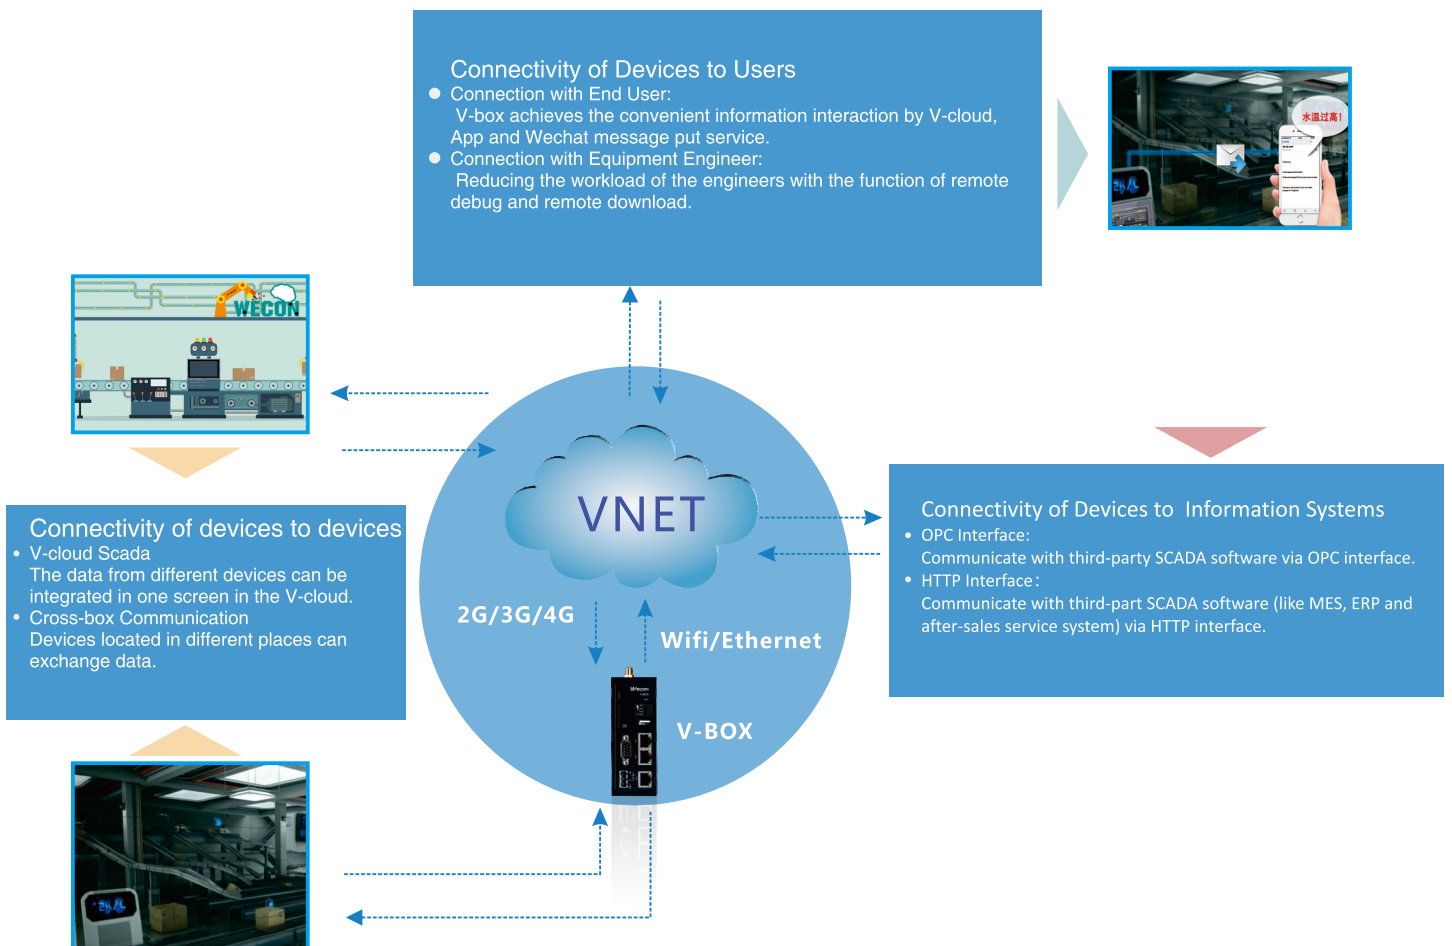 Connectivity of Devices to Users
Connection with End User:
V-box achieves the convenient information interaction by V-cloud,
App and Wechat message put service.
Connection with Equipment Engineer:
Reducing the workload of the engineers with the function of remote
debug and remote download.
水温过高!
WECON
Connectivity of devices to devices
V-cloud Scada
The data from different devices can be
integrated in one screen in the V-cloud.
Cross-box Communication
Devices located in different places can
exchange data.
VNET
2G/3G/4G
Wifi/Ethernet
WECON
V-BOX
Connectivity of Devices to Information Systems
OPC Interface:
Communicate with third-party SCADA software via OPC interface.
HTTP Interface:
Communicate with third-part SCADA software (like MES, ERP and
after-sales service system) via HTTP interface.